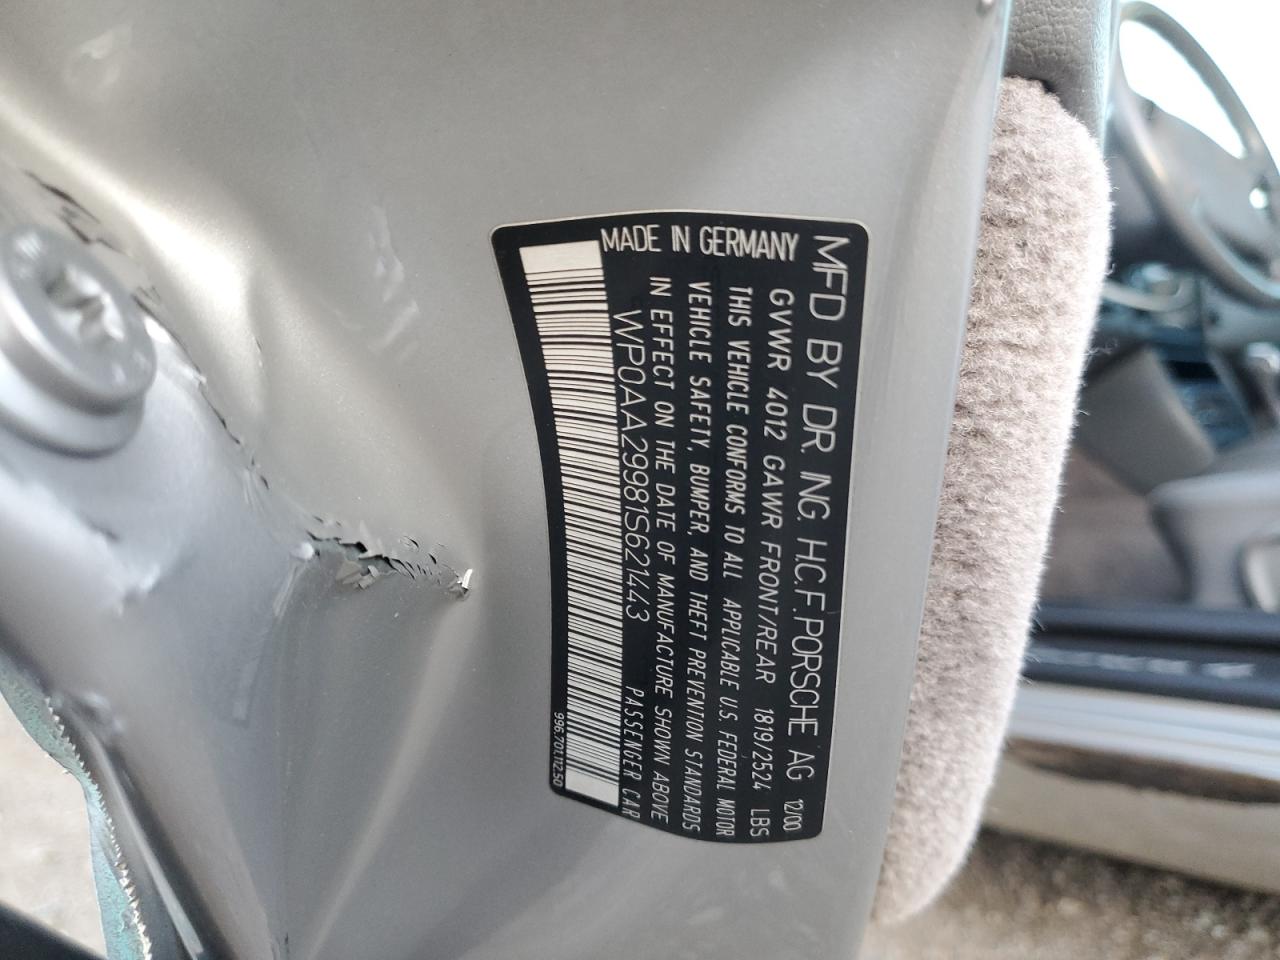 MFD BY DR. ING. H.C.F. PORSCHE AG 12/00
MADE IN GERMANY
GVWR 4012 GAWR FRONT/REAR 1819/2524 LBS
THIS VEHICLE CONFORMS TO ALL APPLICABLE U.S. FEDERAL MOTOR
VEHICLE SAFETY, BUMPER, AND THEFT PREVENTION STANDARDS
IN EFFECT ON THE DATE OF MANUFACTURE SHOWN ABOVE
WP0AA29981S621443 PASSENGER CAR
996.701.112.50